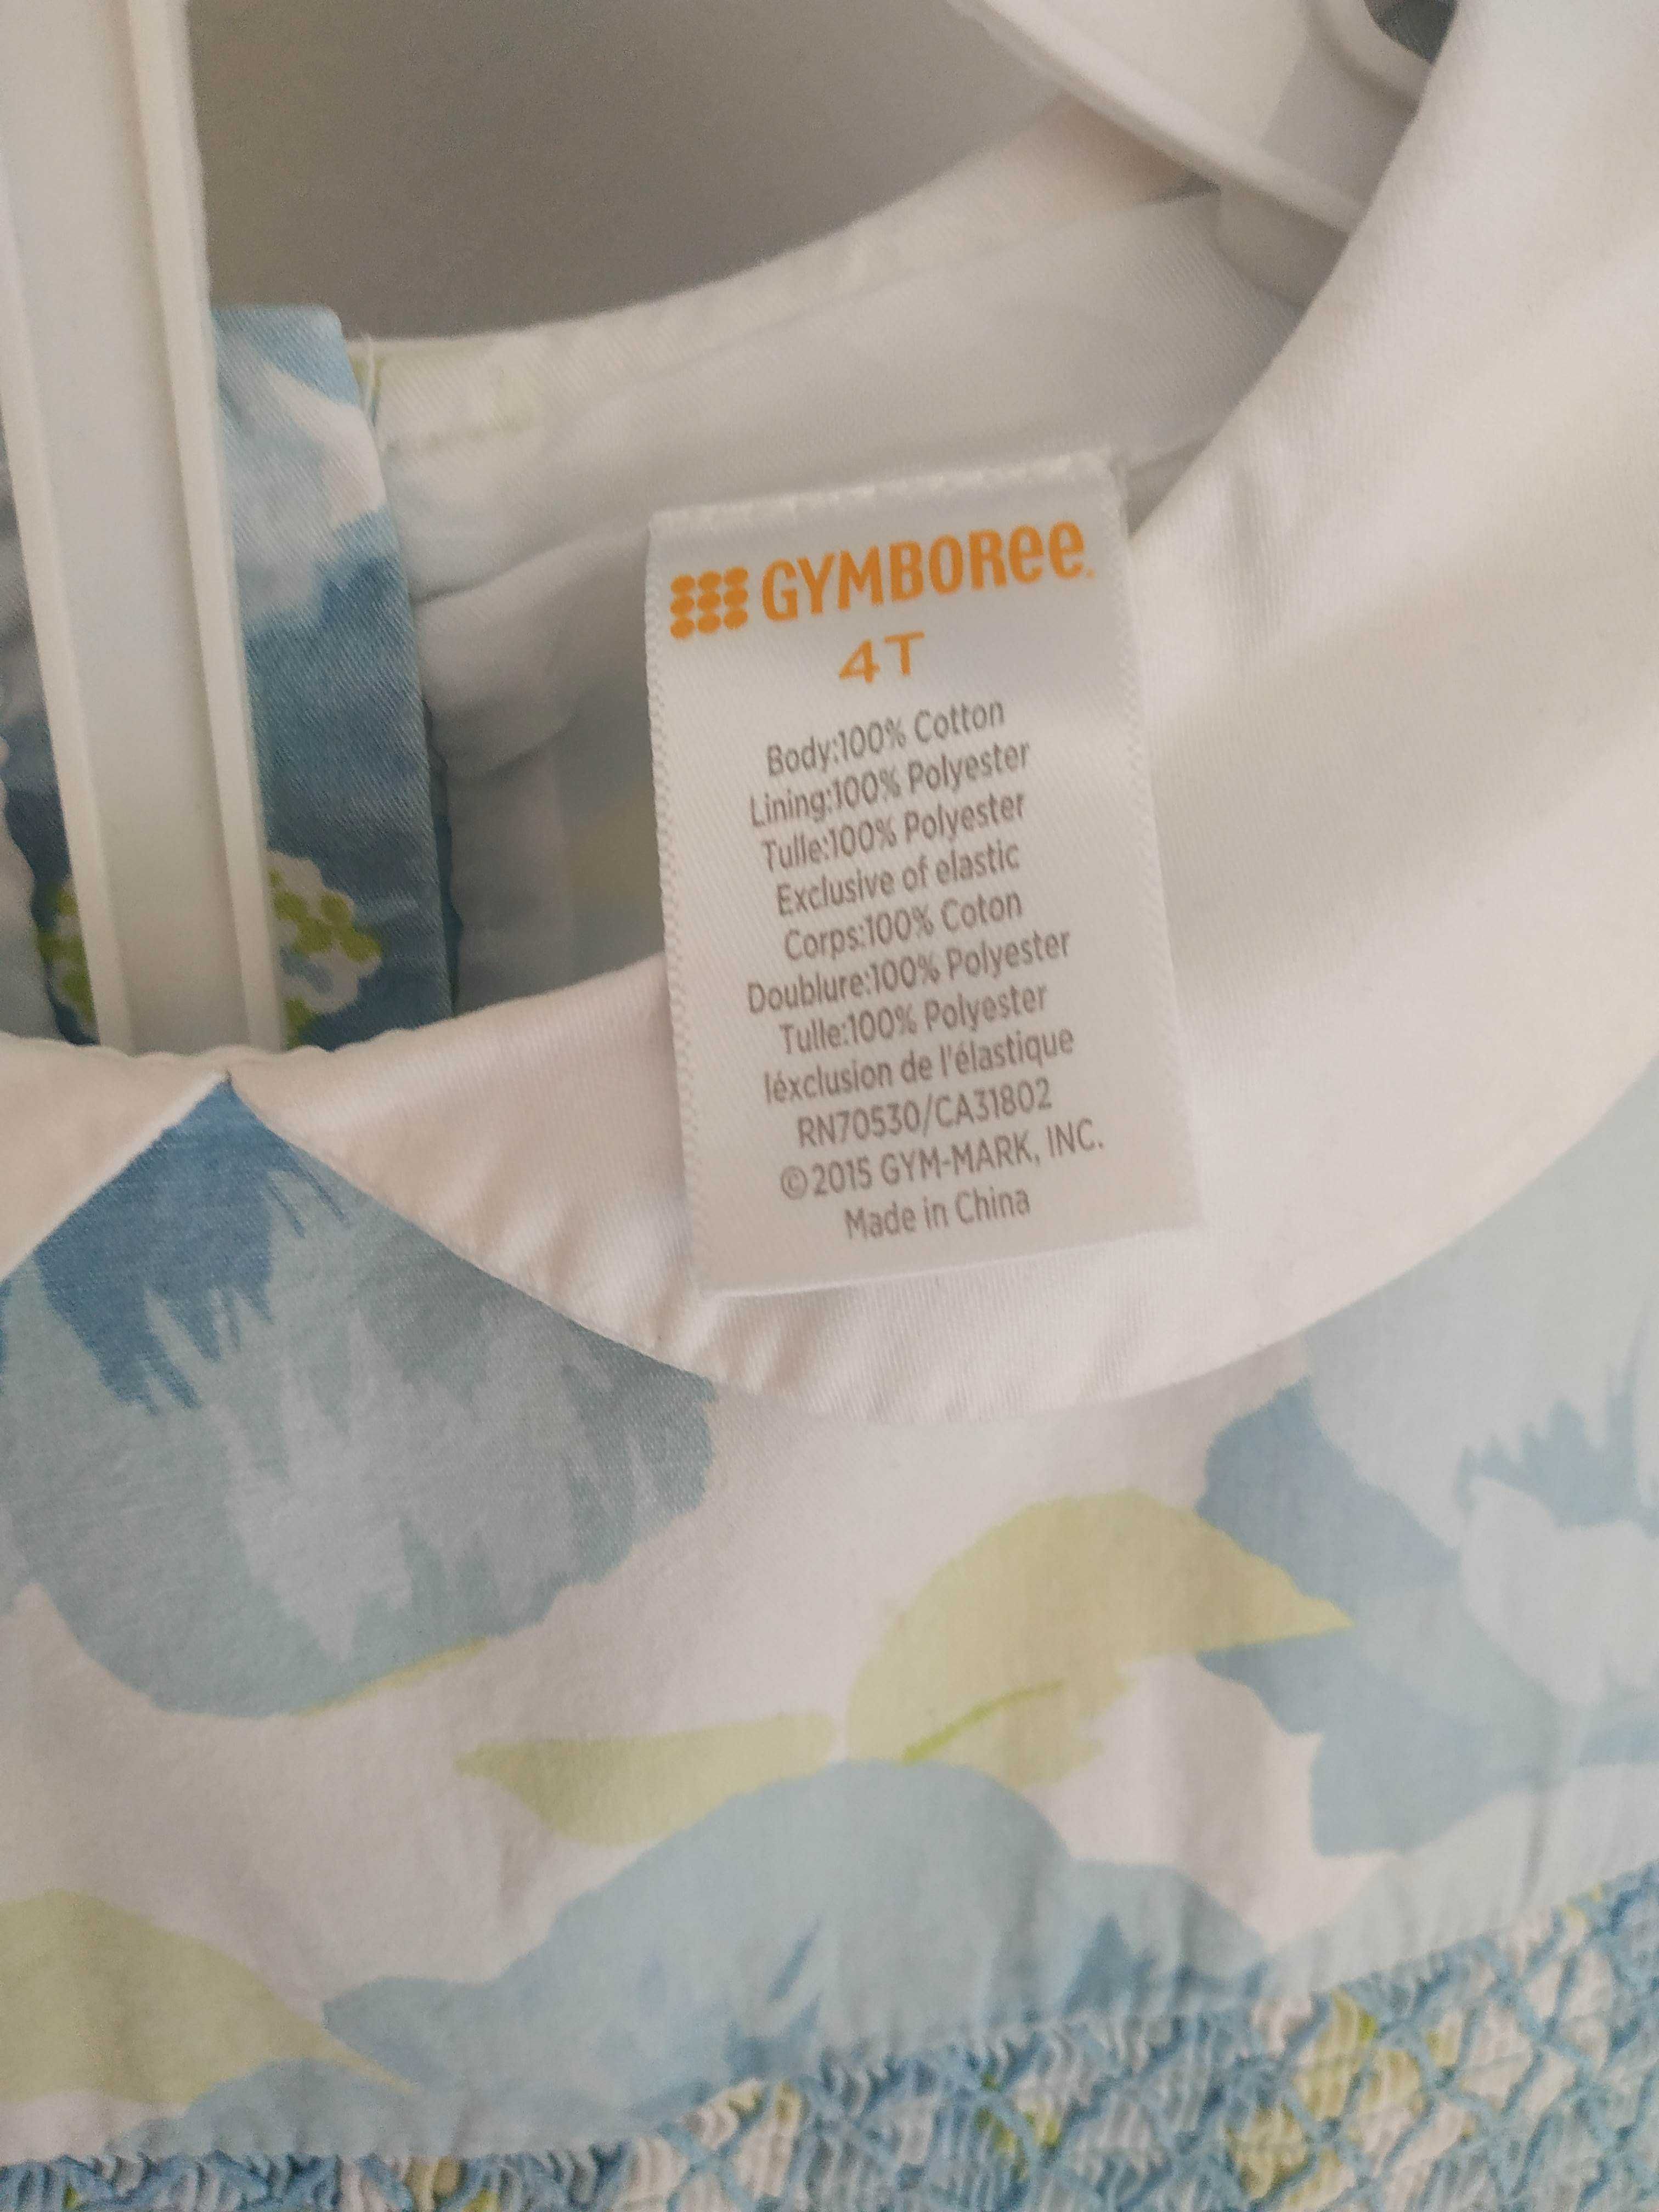 GYMBORee
4T
Body:100% Cotton
Lining:100% Polyester
Tulle:100% Polyester
Exclusive of elastic
Corps:100% Coton
Doublure:100% Polyester
Tulle:100% Polyester
léxclusion de l'élastique
RN70530/CA31802
©2015 GYM-MARK, INC.
Made in China